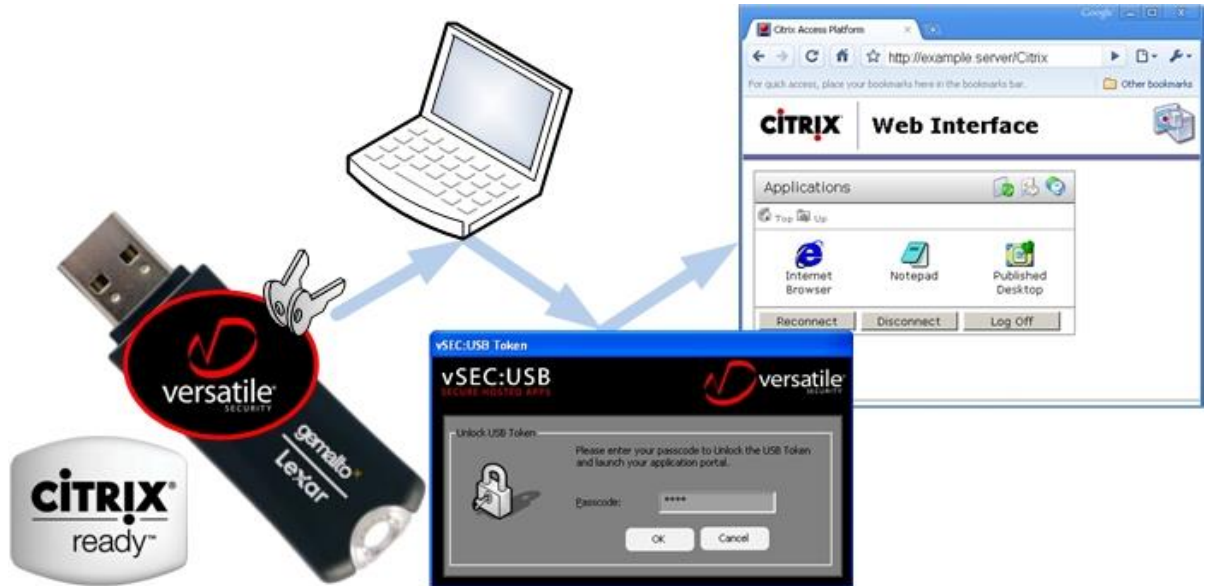 Google
Citrix Access Platform
http://example.server/Citrix
For quick access, place your bookmarks here in the bookmarks bar.
Other bookmarks
CITRIX
Web Interface
Applications
Top Up
Internet Browser
Notepad
Published Desktop
Reconnect
Disconnect
Log Off
versatile
SECURITY
gemalto
Lexar
CITRIX®
ready™
vSEC:USB Token
vSEC:USB
SECURE HOSTED APPS
versatile
SECURITY
Unlock USB Token
Please enter your passcode to Unlock the USB Token
and launch your application portal.
Passcode:
****
OK
Cancel